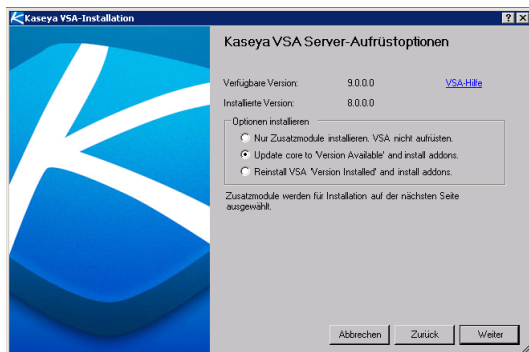 Kaseya VSA-Installation
Kaseya VSA Server-Aufrüstoptionen
Verfügbare Version: 9.0.0.0 VSA-Hilfe
Installierte Version: 8.0.0.0
Optionen installieren
Nur Zusatzmodule installieren. VSA nicht aufrüsten.
Update core to 'Version Available' and install addons.
Reinstall VSA 'Version Installed' and install addons.
Zusatzmodule werden für Installation auf der nächsten Seite
ausgewählt.
Abbrechen Zurück Weiter